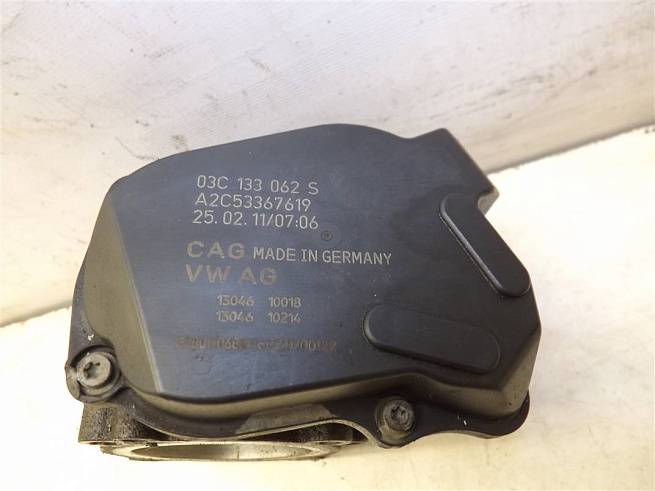 03C 133 062 S
A2C53367619
25.02.11/07:06
CAG MADE IN GERMANY
VW AG
13046 10018
13046 10214